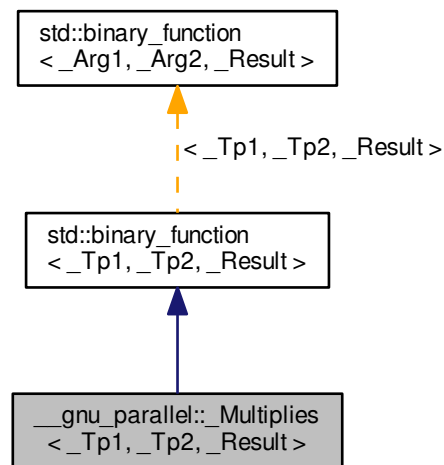 std::binary_function
< _Arg1, _Arg2, _Result >
< _Tp1, _Tp2, _Result >
std::binary_function
< _Tp1, _Tp2, _Result >
__gnu_parallel::_Multiplies
< _Tp1, _Tp2, _Result >